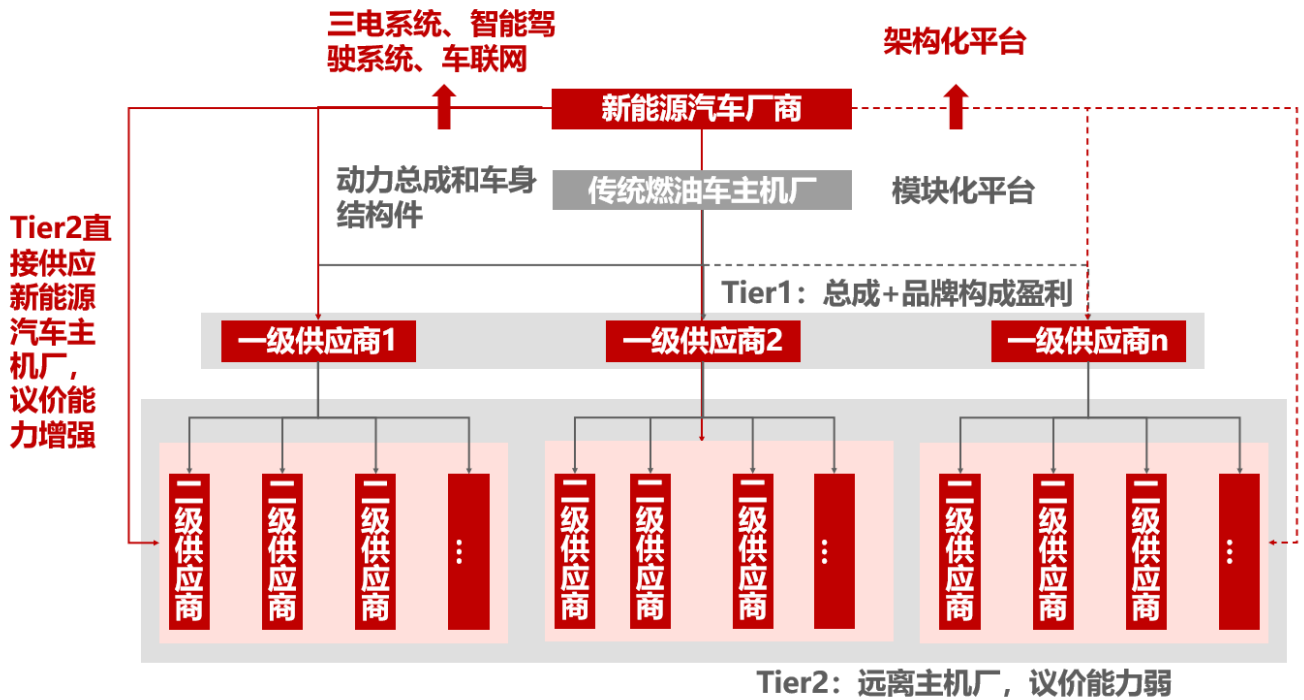 三电系统、智能驾
驶系统、车联网
架构化平台
新能源汽车厂商
动力总成和车身
结构件
传统燃油车主机厂
模块化平台
Tier2直
接供应
新能源
汽车主
机厂，
议价能
力增强
Tier1：总成+品牌构成盈利
一级供应商1
一级供应商2
一级供应商n
二级供应商
二级供应商
二级供应商
...
二级供应商
二级供应商
二级供应商
...
二级供应商
二级供应商
二级供应商
...
Tier2：远离主机厂，议价能力弱